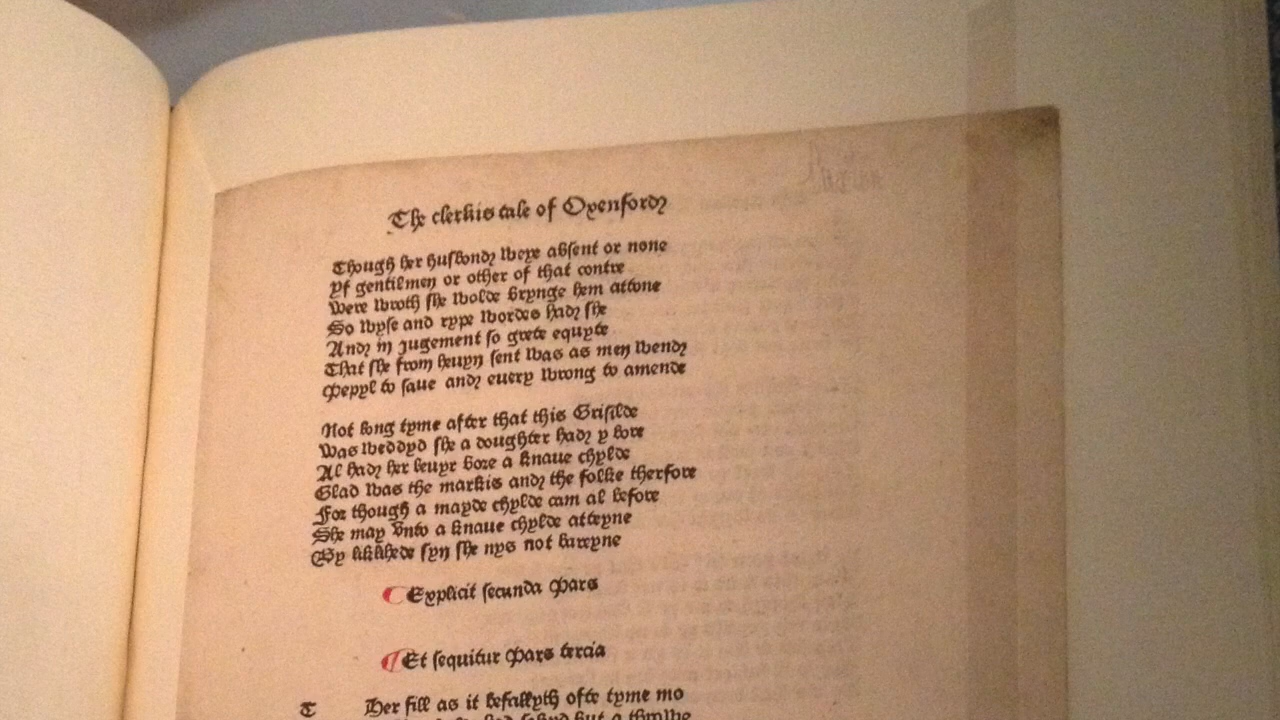 The clerkis tale of Oxenford
Though her husbond were absent or none
Yf gentilmen or other of that contre
Were wroth she wolde brynge hem attone
So wyse and rype wordes had she
And in jugement so grete equyte
That she from heuyn sent was as men wend
Pepyl to saue and euery wrong to amende
Not long tyme after that this Grisilde
Was weddyd she a doughter had y bore
Al had her leuyr bore a knaue chylde
Glad was the markis and the folke therfore
For though a mayde chylde cam al before
She may vnto a knaue chylde atteyne
By liklihede syn she nys not bareyne
¶ Explicit secunda Pars
¶ Et sequitur Pars tercia
T Her fill as it befallyth ofte tyme mo
but a throwe